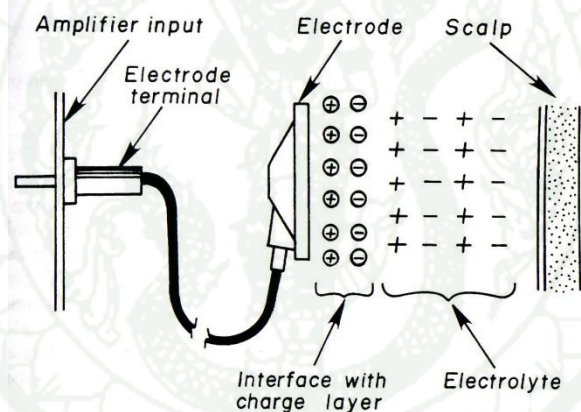 Amplifier input
Electrode
Scalp
Electrode
terminal
⊕ ⊖
⊕ ⊖
+ − + −
⊕ ⊖
+ − + −
⊕ ⊖
+ − + −
+ − + −
⊕ ⊖
+ − + −
⊕ ⊖
Interface with
charge layer
Electrolyte